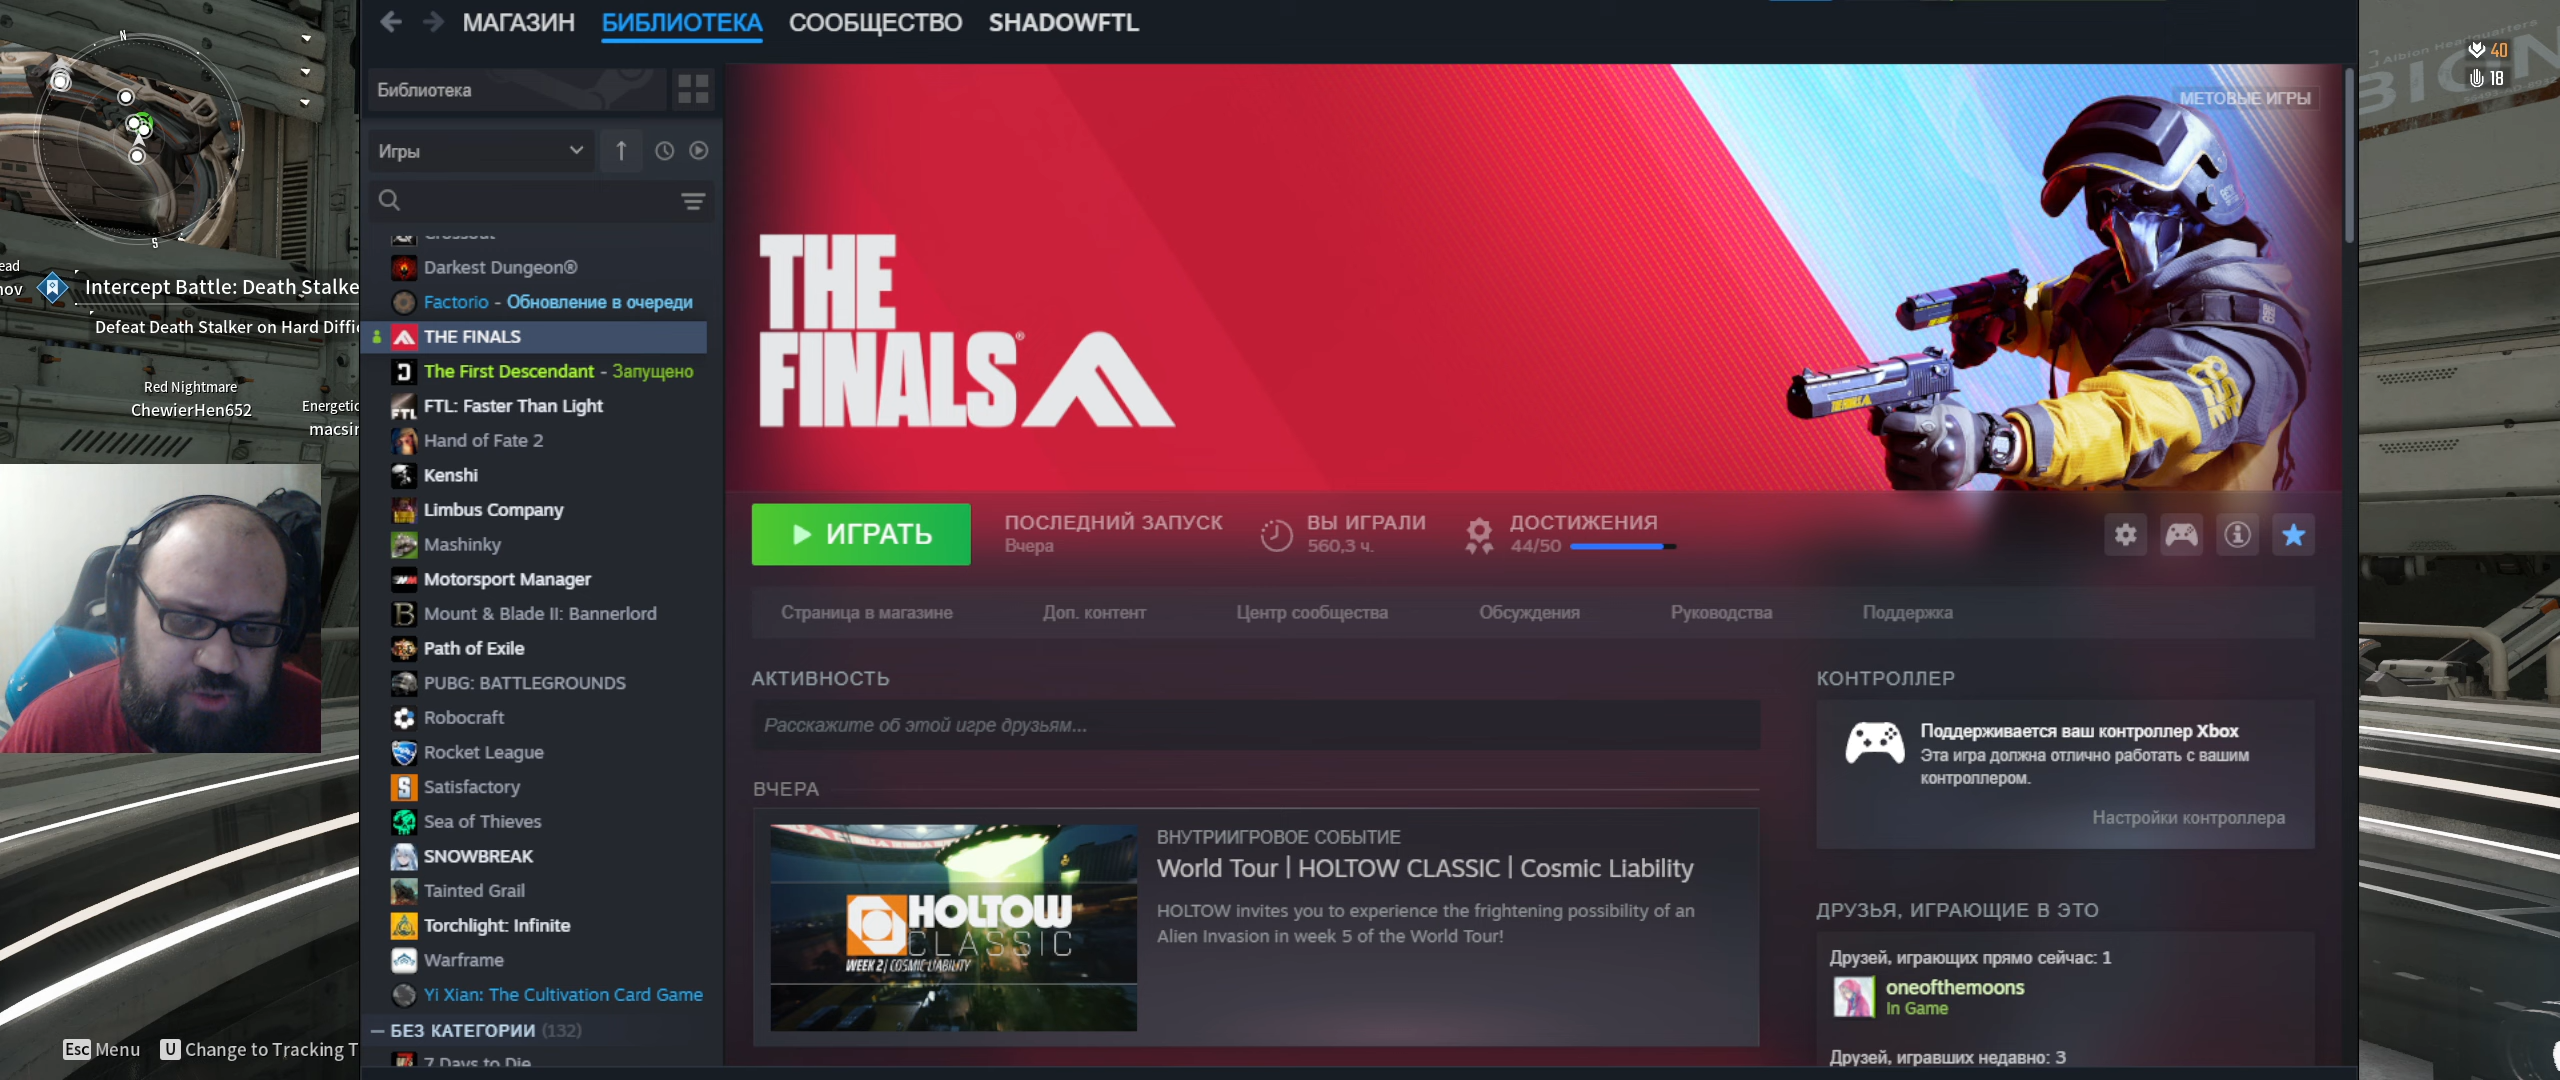 МАГАЗИН БИБЛИОТЕКА СООБЩЕСТВО SHADOWFTL
N
S
Intercept Battle: Death Stalke
Defeat Death Stalker on Hard Diffi
Red Nightmare
ChewierHen652
Energetic
macsi
Esc Menu U Change to Tracking T
Библиотека
Игры
Crossout
Darkest Dungeon®
Factorio - Обновление в очереди
THE FINALS
The First Descendant - Запущено
FTL: Faster Than Light
Hand of Fate 2
Kenshi
Limbus Company
Mashinky
Motorsport Manager
Mount & Blade II: Bannerlord
Path of Exile
PUBG: BATTLEGROUNDS
Robocraft
Rocket League
Satisfactory
Sea of Thieves
SNOWBREAK
Tainted Grail
Torchlight: Infinite
Warframe
Yi Xian: The Cultivation Card Game
БЕЗ КАТЕГОРИИ (132)
7 Days to Die
МЕТОВЫЕ ИГРЫ
THE
FINALS®
ИГРАТЬ
ПОСЛЕДНИЙ ЗАПУСК
Вчера
ВЫ ИГРАЛИ
560,3 ч.
ДОСТИЖЕНИЯ
44/50
Страница в магазине Доп. контент Центр сообщества Обсуждения Руководства Поддержка
АКТИВНОСТЬ
Расскажите об этой игре друзьям...
ВЧЕРА
HOLTOW
CLASSIC
WEEK 2 | COSMIC LIABILITY
ВНУТРИИГРОВОЕ СОБЫТИЕ
World Tour | HOLTOW CLASSIC | Cosmic Liability
HOLTOW invites you to experience the frightening possibility of an
Alien Invasion in week 5 of the World Tour!
КОНТРОЛЛЕР
Поддерживается ваш контроллер Xbox
Эта игра должна отлично работать с вашим
контроллером.
Настройки контроллера
ДРУЗЬЯ, ИГРАЮЩИЕ В ЭТО
Друзей, играющих прямо сейчас: 1
oneofthemoons
In Game
Друзей, игравших недавно: 3
Albion Headquarters
40
18